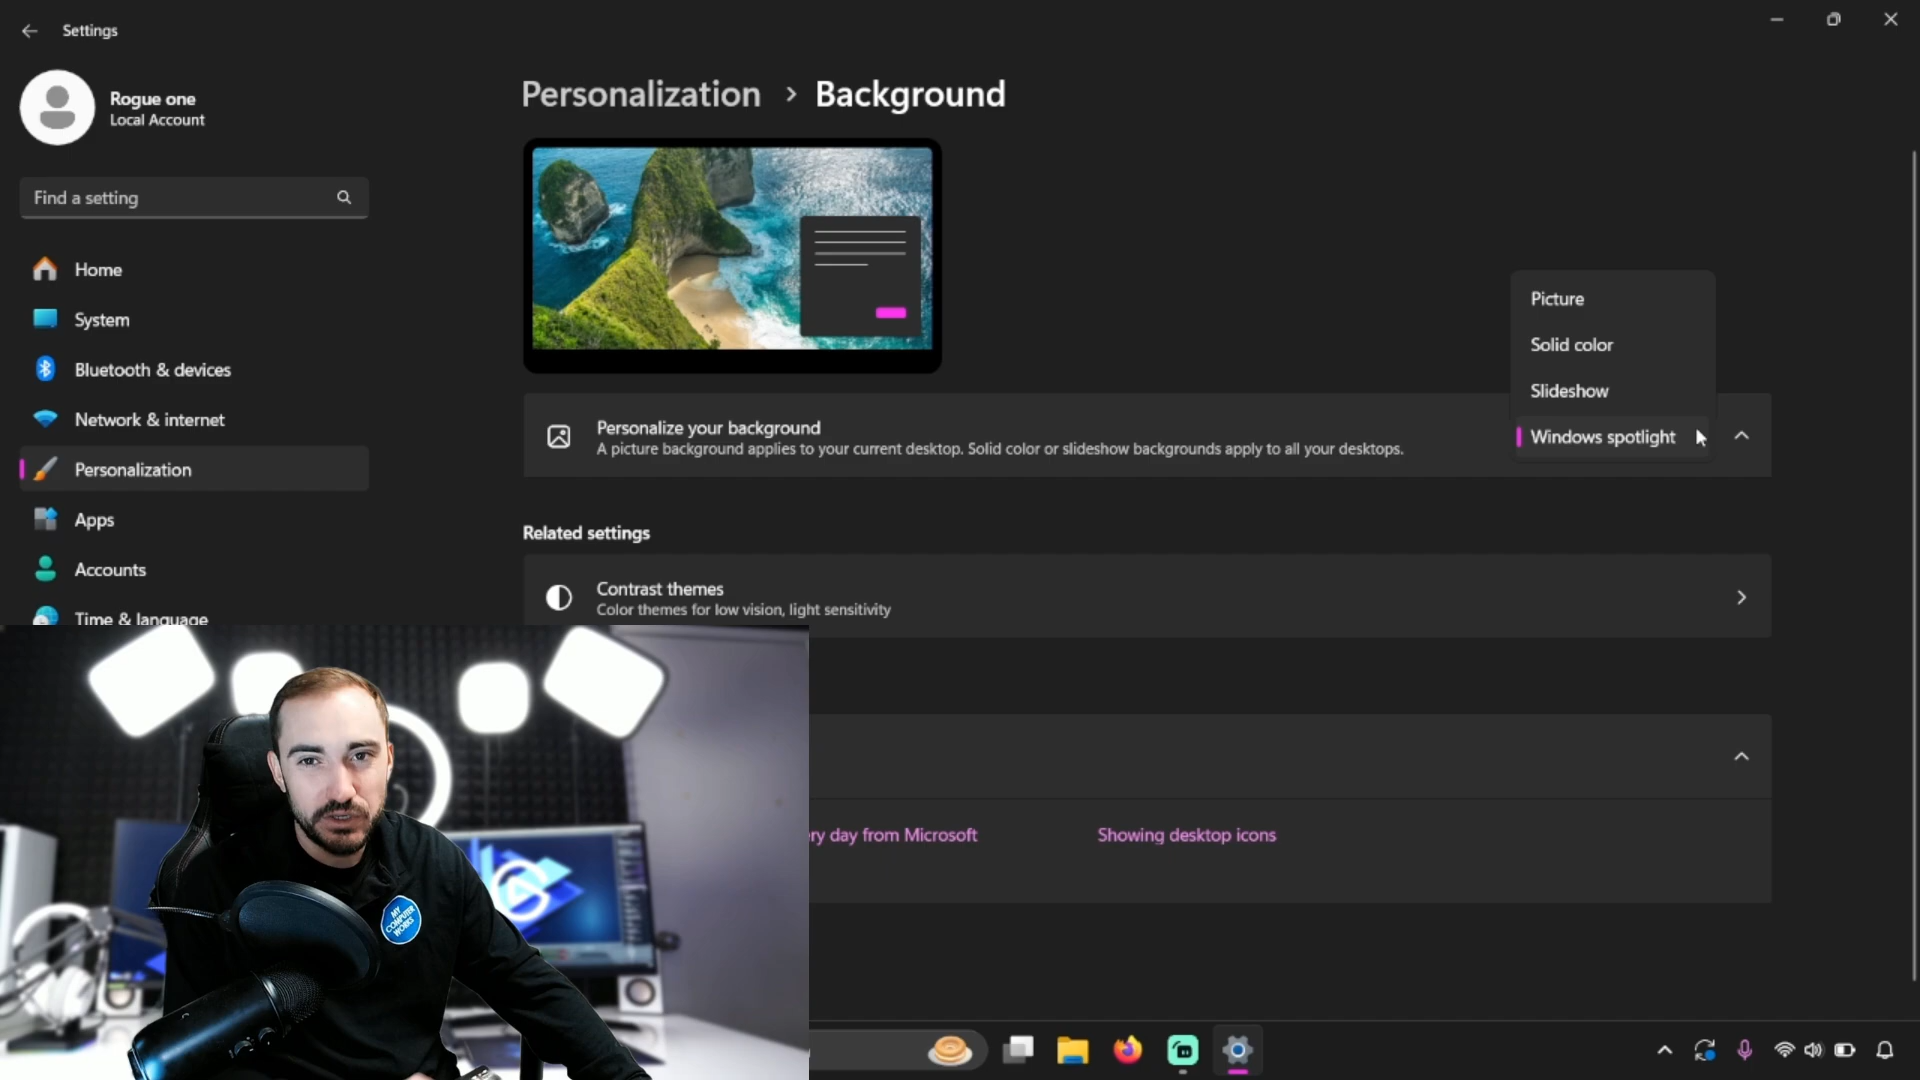 Settings
Rogue one
Local Account
Find a setting
Home
System
Bluetooth & devices
Network & internet
Personalization
Apps
Accounts
Time & language
Personalization > Background
Picture
Solid color
Slideshow
Windows spotlight
Personalize your background
A picture background applies to your current desktop. Solid color or slideshow backgrounds apply to all your desktops.
Related settings
Contrast themes
Color themes for low vision, light sensitivity
ry day from Microsoft
Showing desktop icons
MY
COMPUTER
WORKS